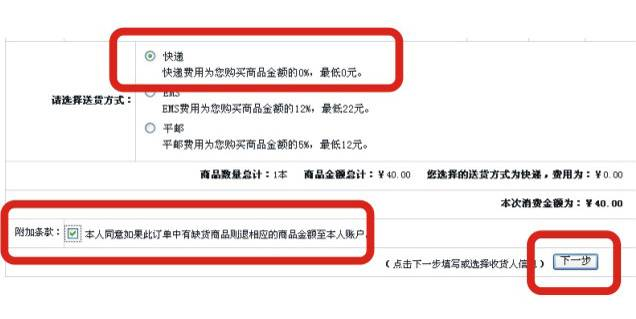 快递
快递费用为您购买商品金额的0%，最低0元。
请选择送货方式：
EMS
EMS费用为您购买商品金额的12%，最低22元。
平邮
平邮费用为您购买商品金额的5%，最低12元。
商品数量总计：1本 商品金额总计：￥40.00 您选择的送货方式为快递，费用为：￥0.00
本次消费金额为：￥40.00
附加条款： 本人同意如果此订单中有缺货商品则退相应的商品金额至本人账户。
（点击下一步填写或选择收货人信息） 下一步